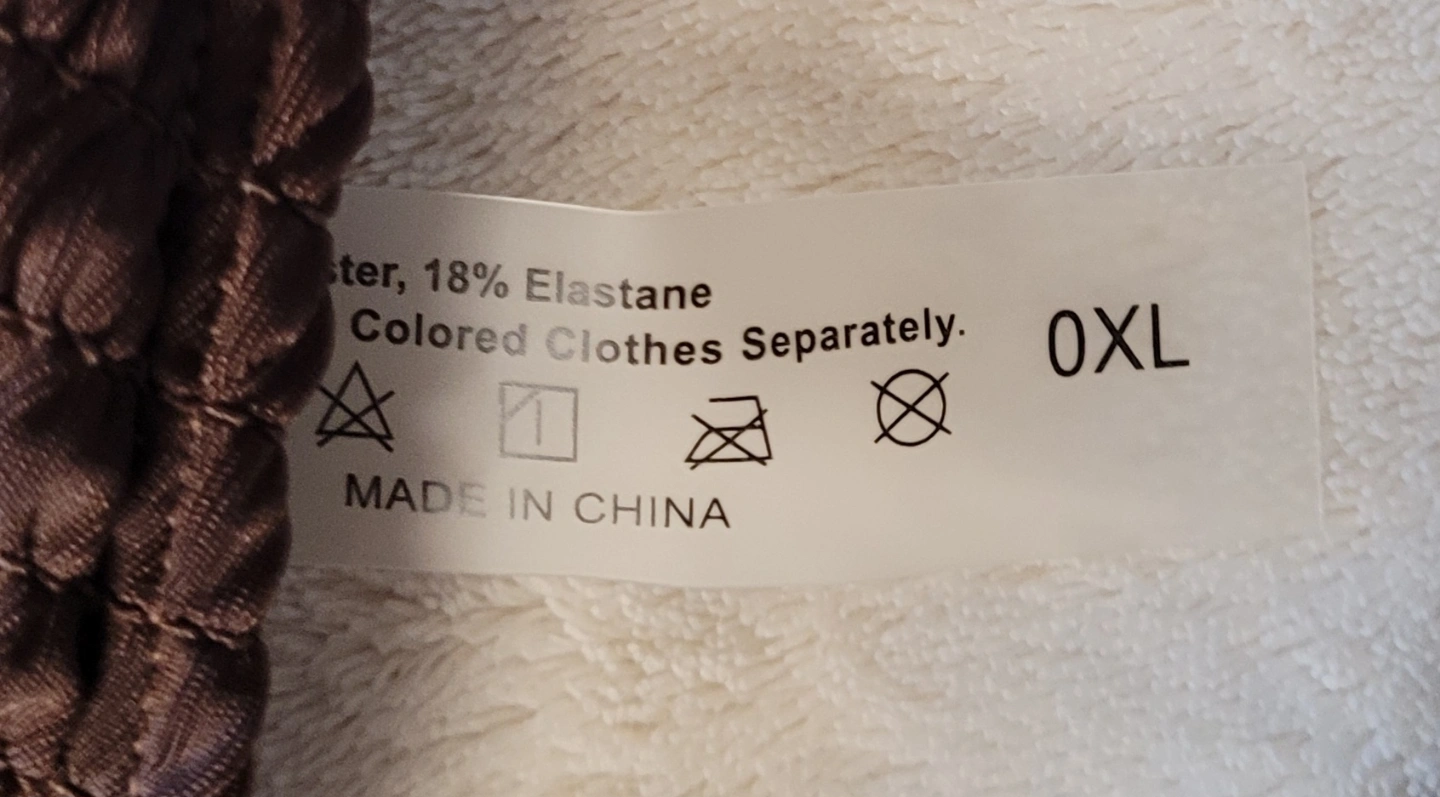 ster, 18% Elastane
Colored Clothes Separately.
0XL
MADE IN CHINA